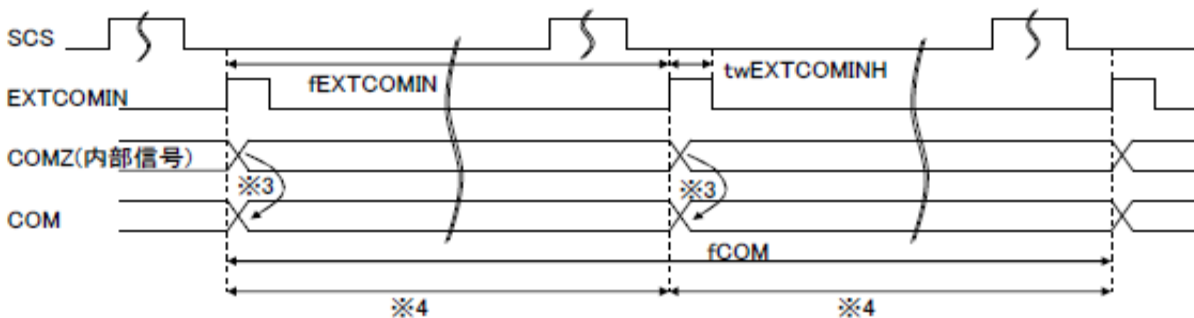 SCS
twEXTCOMINH
fEXTCOMIN
EXTCOMIN
COMZ(内部信号)
※3
※3
COM
fCOM
※4
※4